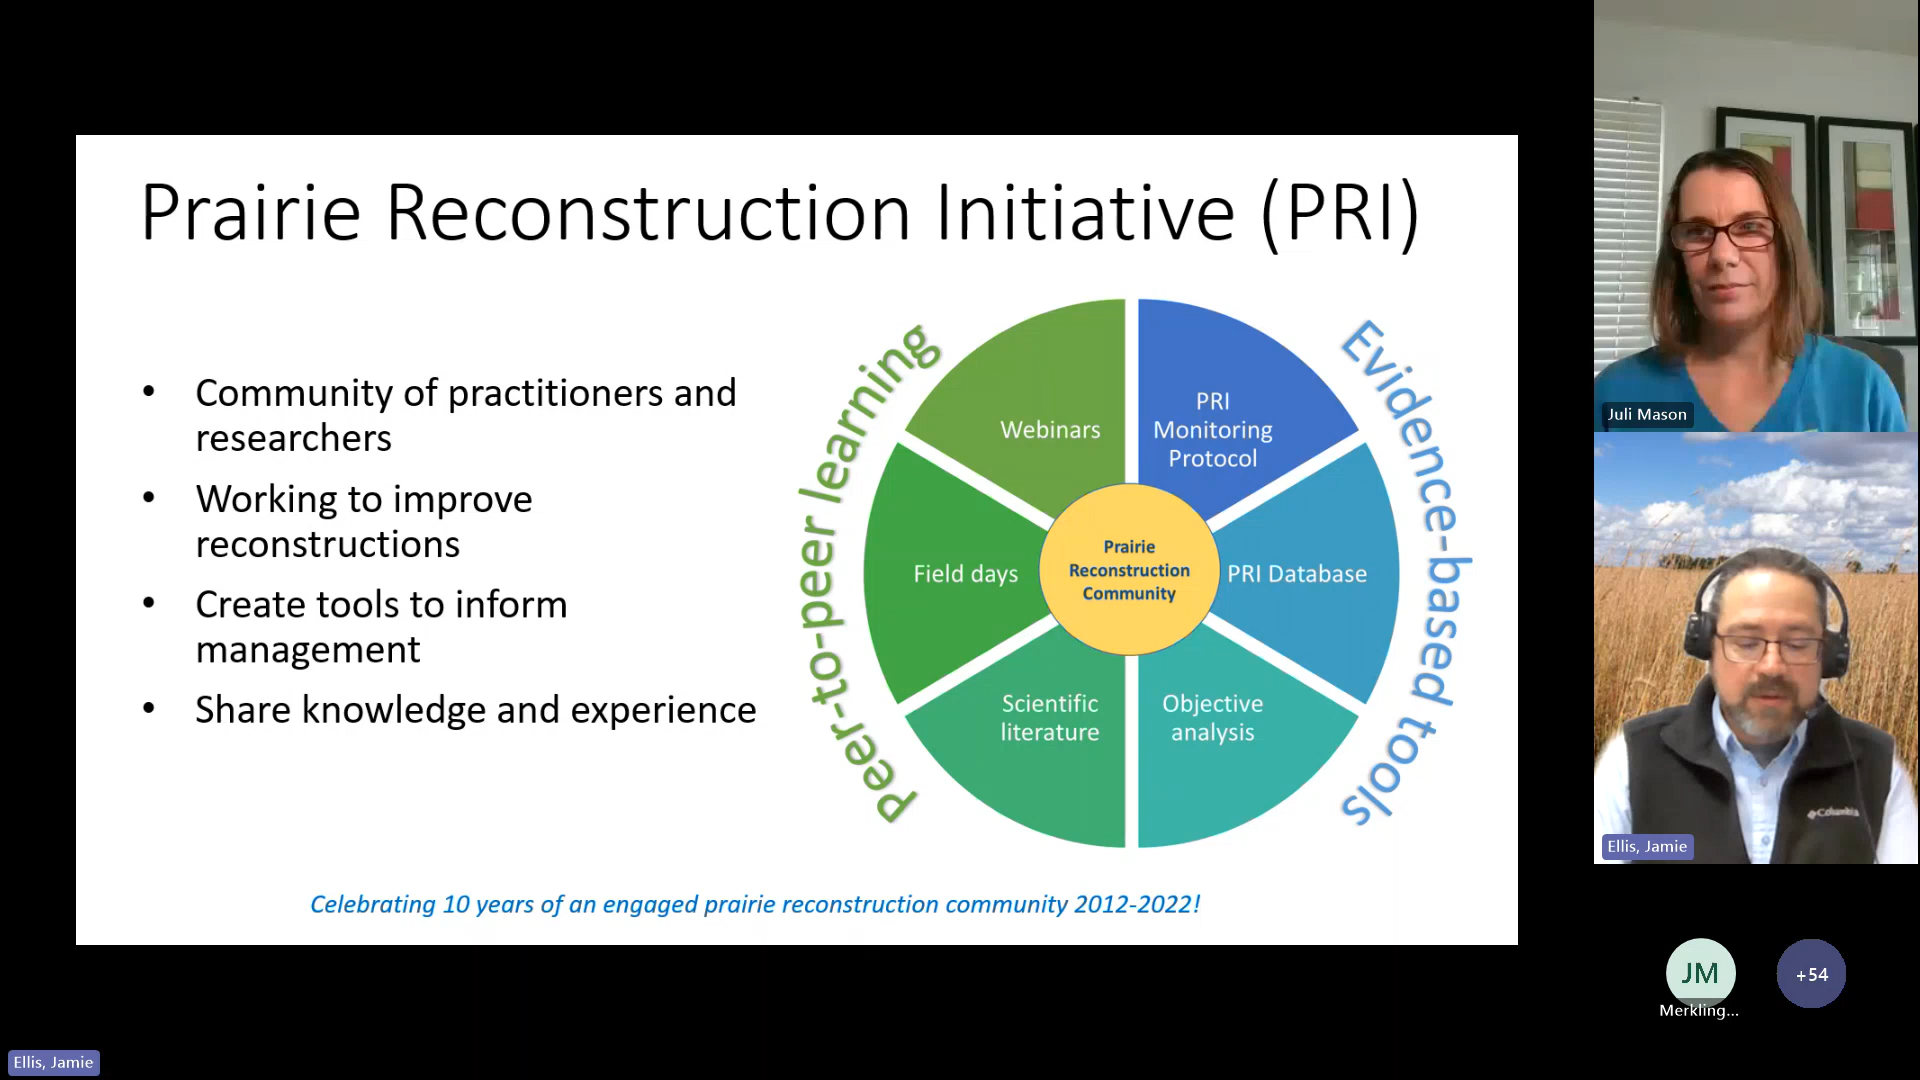 Prairie Reconstruction Initiative (PRI)
• Community of practitioners and
researchers
• Working to improve
reconstructions
• Create tools to inform
management
• Share knowledge and experience
Peer-to-peer learning
Evidence-based tools
Webinars
PRI
Monitoring
Protocol
Field days
Prairie
Reconstruction
Community
PRI Database
Scientific
literature
Objective
analysis
Celebrating 10 years of an engaged prairie reconstruction community 2012-2022!
Juli Mason
Columbia
Ellis, Jamie
JM
+54
Merkling...
Ellis, Jamie